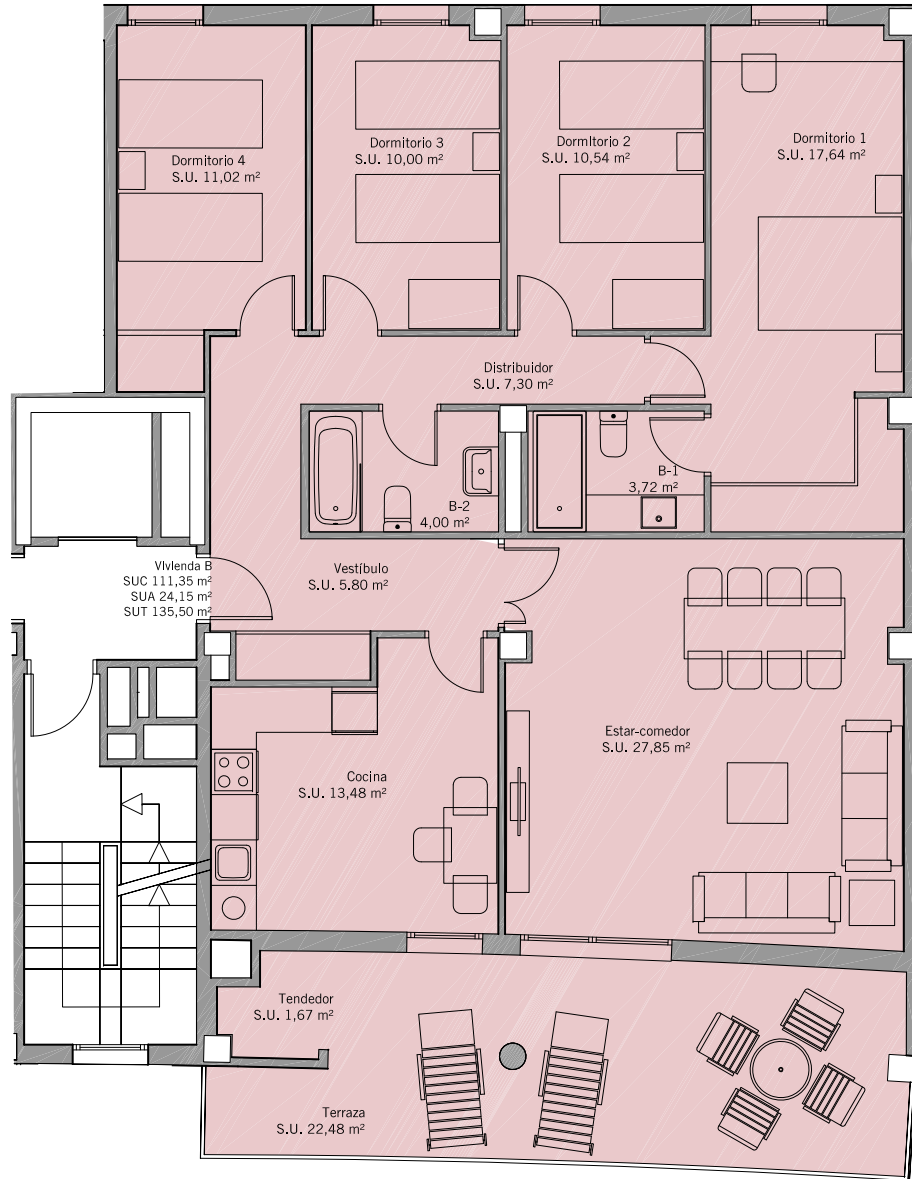 Dormitorio 4
S.U. 11,02 m²
Dormitorio 3
S.U. 10,00 m²
DormItorio 2
S.U. 10,54 m²
Dormitorio 1
S.U. 17,64 m²
Distribuidor
S.U. 7,30 m²
B-2
4,00 m²
B-1
3,72 m²
VIvIenda B
SUC 111,35 m²
SUA 24,15 m²
SUT 135,50 m²
Vestíbulo
S.U. 5.80 m²
Estar-comedor
S.U. 27,85 m²
Cocina
S.U. 13,48 m²
Tendedor
S.U. 1,67 m²
Terraza
S.U. 22,48 m²